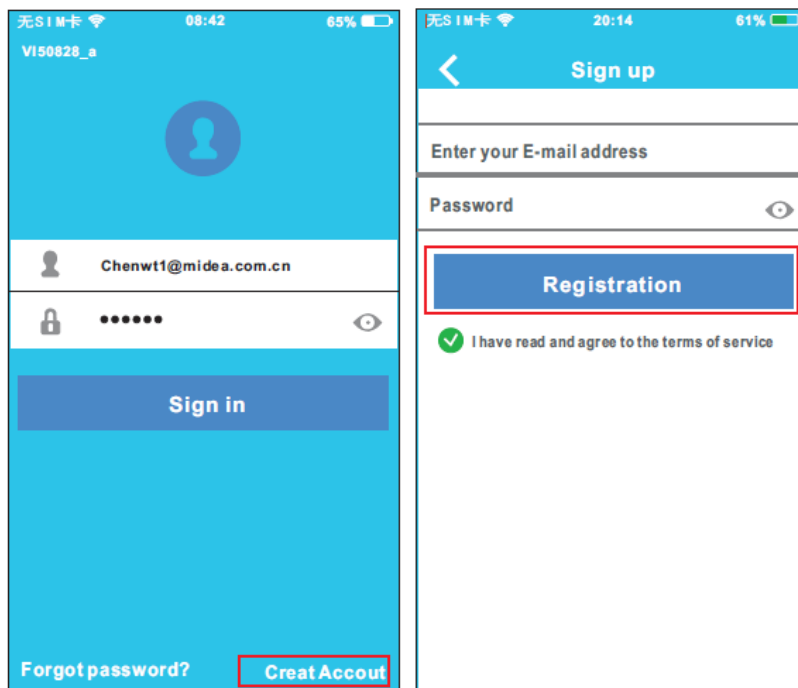 无SIM卡 08:42 65%
VI50828_a
Chenwt1@midea.com.cn
••••••
Sign in
Forgot password?
Creat Accout
无SIM卡 20:14 61%
Sign up
Enter your E-mail address
Password
Registration
I have read and agree to the terms of service